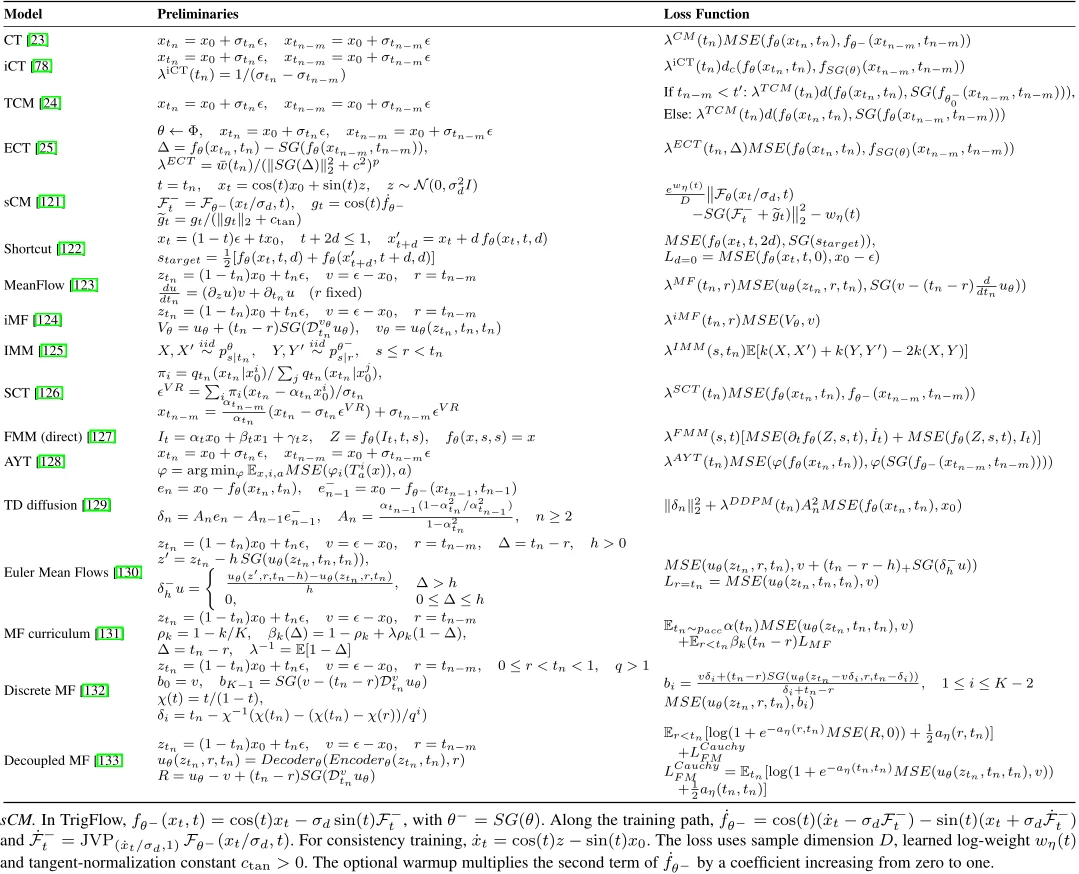 Model Preliminaries Loss Function
CT [23] x_{t_n} = x_0 + σ_{t_n}ϵ, x_{t_{n−m}} = x_0 + σ_{t_{n−m}}ϵ λ^{CM}(t_n)MSE(f_θ(x_{t_n}, t_n), f_{θ−}(x_{t_{n−m}}, t_{n−m}))
iCT [78] x_{t_n} = x_0 + σ_{t_n}ϵ, x_{t_{n−m}} = x_0 + σ_{t_{n−m}}ϵ
λ^{iCT}(t_n) = 1/(σ_{t_n} − σ_{t_{n−m}}) λ^{iCT}(t_n)d_c(f_θ(x_{t_n}, t_n), f_{SG(θ)}(x_{t_{n−m}}, t_{n−m}))
TCM [24] x_{t_n} = x_0 + σ_{t_n}ϵ, x_{t_{n−m}} = x_0 + σ_{t_{n−m}}ϵ
If t_{n−m} < t′: λ^{TCM}(t_n)d(f_θ(x_{t_n}, t_n), SG(f_{θ_0^−}(x_{t_{n−m}}, t_{n−m}))),
Else: λ^{TCM}(t_n)d(f_θ(x_{t_n}, t_n), SG(f_θ(x_{t_{n−m}}, t_{n−m})))
ECT [25] θ ← Φ, x_{t_n} = x_0 + σ_{t_n}ϵ, x_{t_{n−m}} = x_0 + σ_{t_{n−m}}ϵ
Δ = f_θ(x_{t_n}, t_n) − SG(f_θ(x_{t_{n−m}}, t_{n−m})),
λ^{ECT} = w̄(t_n)/(‖SG(Δ)‖_2^2 + c^2)^p
λ^{ECT}(t_n, Δ)MSE(f_θ(x_{t_n}, t_n), f_{SG(θ)}(x_{t_{n−m}}, t_{n−m}))
sCM [121] t = t_n, x_t = cos(t)x_0 + sin(t)z, z ∼ N(0, σ_d^2 I)
F_t^− = F_{θ−}(x_t/σ_d, t), g_t = cos(t)ḟ_{θ−}
g̃_t = g_t/(‖g_t‖_2 + c_tan)
e^{w_η(t)}/D ‖F_θ(x_t/σ_d, t)
−SG(F_t^− + g̃_t)‖_2^2 − w_η(t)
Shortcut [122] x_t = (1 − t)ϵ + tx_0, t + 2d ≤ 1, x′_{t+d} = x_t + d f_θ(x_t, t, d)
s_{target} = 1/2[f_θ(x_t, t, d) + f_θ(x′_{t+d}, t + d, d)]
MSE(f_θ(x_t, t, 2d), SG(s_{target})),
L_{d=0} = MSE(f_θ(x_t, t, 0), x_0 − ϵ)
MeanFlow [123] z_{t_n} = (1 − t_n)x_0 + t_nϵ, v = ϵ − x_0, r = t_{n−m}
du/dt_n = (∂_z u)v + ∂_{t_n}u (r fixed)
λ^{MF}(t_n, r)MSE(u_θ(z_{t_n}, r, t_n), SG(v − (t_n − r) d/dt_n u_θ))
iMF [124] z_{t_n} = (1 − t_n)x_0 + t_nϵ, v = ϵ − x_0, r = t_{n−m}
V_θ = u_θ + (t_n − r)SG(D_{t_n}^{v_θ}u_θ), v_θ = u_θ(z_{t_n}, t_n, t_n)
λ^{iMF}(t_n, r)MSE(V_θ, v)
IMM [125] X, X′ ∼^{iid} p_{s|t_n}^θ, Y, Y′ ∼^{iid} p_{s|r}^{θ−}, s ≤ r < t_n λ^{IMM}(s, t_n)E[k(X, X′) + k(Y, Y′) − 2k(X, Y)]
SCT [126] π_i = q_{t_n}(x_{t_n}|x_0^i)/∑_j q_{t_n}(x_{t_n}|x_0^j),
ϵ^{VR} = ∑_i π_i(x_{t_n} − α_{t_n}x_0^i)/σ_{t_n}
x_{t_{n−m}} = α_{t_{n−m}}/α_{t_n}(x_{t_n} − σ_{t_n}ϵ^{VR}) + σ_{t_{n−m}}ϵ^{VR}
λ^{SCT}(t_n)MSE(f_θ(x_{t_n}, t_n), f_{θ−}(x_{t_{n−m}}, t_{n−m}))
FMM (direct) [127] I_t = α_t x_0 + β_t x_1 + γ_t z, Z = f_θ(I_t, t, s), f_θ(x, s, s) = x λ^{FMM}(s, t)[MSE(∂_t f_θ(Z, s, t), İ_t) + MSE(f_θ(Z, s, t), I_t)]
AYT [128] x_{t_n} = x_0 + σ_{t_n}ϵ, x_{t_{n−m}} = x_0 + σ_{t_{n−m}}ϵ
φ = arg min_φ E_{x,i,a}MSE(φ_i(T_a^i(x)), a)
λ^{AYT}(t_n)MSE(φ(f_θ(x_{t_n}, t_n)), φ(SG(f_{θ−}(x_{t_{n−m}}, t_{n−m}))))
TD diffusion [129] e_n = x_0 − f_θ(x_{t_n}, t_n), e_{n−1}^− = x_0 − f_{θ−}(x_{t_{n−1}}, t_{n−1})
δ_n = A_n e_n − A_{n−1}e_{n−1}^−, A_n = α_{t_{n−1}}(1−α_{t_n}^2/α_{t_{n−1}}^2)/(1−α_{t_n}^2), n ≥ 2
‖δ_n‖_2^2 + λ^{DDPM}(t_n)A_n^2 MSE(f_θ(x_{t_n}, t_n), x_0)
Euler Mean Flows [130] z_{t_n} = (1 − t_n)x_0 + t_nϵ, v = ϵ − x_0, r = t_{n−m}, Δ = t_n − r, h > 0
z′ = z_{t_n} − h SG(u_θ(z_{t_n}, t_n, t_n)),
δ_h^− u = { (u_θ(z′,r,t_n−h)−u_θ(z_{t_n},r,t_n))/h, Δ > h
0, 0 ≤ Δ ≤ h
MSE(u_θ(z_{t_n}, r, t_n), v + (t_n − r − h)_+SG(δ_h^− u))
L_{r=t_n} = MSE(u_θ(z_{t_n}, t_n, t_n), v)
MF curriculum [131] z_{t_n} = (1 − t_n)x_0 + t_nϵ, v = ϵ − x_0, r = t_{n−m}
ρ_k = 1 − k/K, β_k(Δ) = 1 − ρ_k + λρ_k(1 − Δ),
Δ = t_n − r, λ^{−1} = E[1 − Δ]
E_{t_n∼p_{acc}}α(t_n)MSE(u_θ(z_{t_n}, t_n, t_n), v)
+E_{r<t_n}β_k(t_n − r)L_{MF}
Discrete MF [132] z_{t_n} = (1 − t_n)x_0 + t_nϵ, v = ϵ − x_0, r = t_{n−m}, 0 ≤ r < t_n < 1, q > 1
b_0 = v, b_{K−1} = SG(v − (t_n − r)D_{t_n}^v u_θ)
χ(t) = t/(1 − t),
δ_i = t_n − χ^{−1}(χ(t_n) − (χ(t_n) − χ(r))/q^i)
b_i = (vδ_i+(t_n−r)SG(u_θ(z_{t_n}−vδ_i,r,t_n−δ_i)))/(δ_i+t_n−r), 1 ≤ i ≤ K − 2
MSE(u_θ(z_{t_n}, r, t_n), b_i)
Decoupled MF [133] z_{t_n} = (1 − t_n)x_0 + t_nϵ, v = ϵ − x_0, r = t_{n−m}
u_θ(z_{t_n}, r, t_n) = Decoder_θ(Encoder_θ(z_{t_n}, t_n), r)
R = u_θ − v + (t_n − r)SG(D_{t_n}^v u_θ)
E_{r<t_n}[log(1 + e^{−a_η(r,t_n)}MSE(R, 0)) + 1/2 a_η(r, t_n)]
+L_{FM}^{Cauchy}
L_{FM}^{Cauchy} = E_{t_n}[log(1 + e^{−a_η(t_n,t_n)}MSE(u_θ(z_{t_n}, t_n, t_n), v))
+1/2 a_η(t_n, t_n)]
sCM. In TrigFlow, f_{θ−}(x_t, t) = cos(t)x_t − σ_d sin(t)F_t^−, with θ^− = SG(θ). Along the training path, ḟ_{θ−} = cos(t)(ẋ_t − σ_d F_t^−) − sin(t)(x_t + σ_d Ḟ_t^−)
and Ḟ_t^− = JVP_{(ẋ_t/σ_d,1)} F_{θ−}(x_t/σ_d, t). For consistency training, ẋ_t = cos(t)z − sin(t)x_0. The loss uses sample dimension D, learned log-weight w_η(t)
and tangent-normalization constant c_tan > 0. The optional warmup multiplies the second term of ḟ_{θ−} by a coefficient increasing from zero to one.